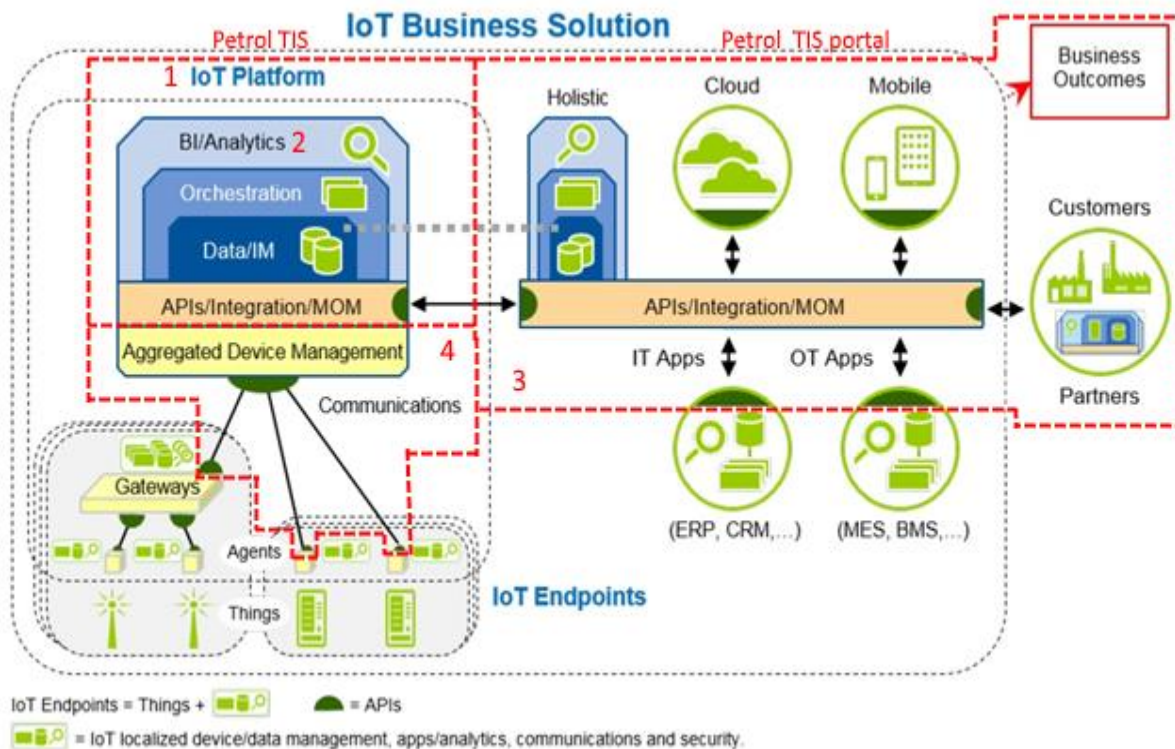 IoT Business Solution
Petrol TIS
Petrol TIS portal
1
IoT Platform
Business
Outcomes
Holistic
Cloud
Mobile
BI/Analytics 2
Orchestration
Data/IM
Customers
APIs/Integration/MOM
APIs/Integration/MOM
Aggregated Device Management
4
IT Apps
OT Apps
3
Partners
Communications
Gateways
(ERP, CRM,…)
(MES, BMS,…)
Agents
IoT Endpoints
Things
IoT Endpoints = Things +
= APIs
= IoT localized device/data management, apps/analytics, communications and security.